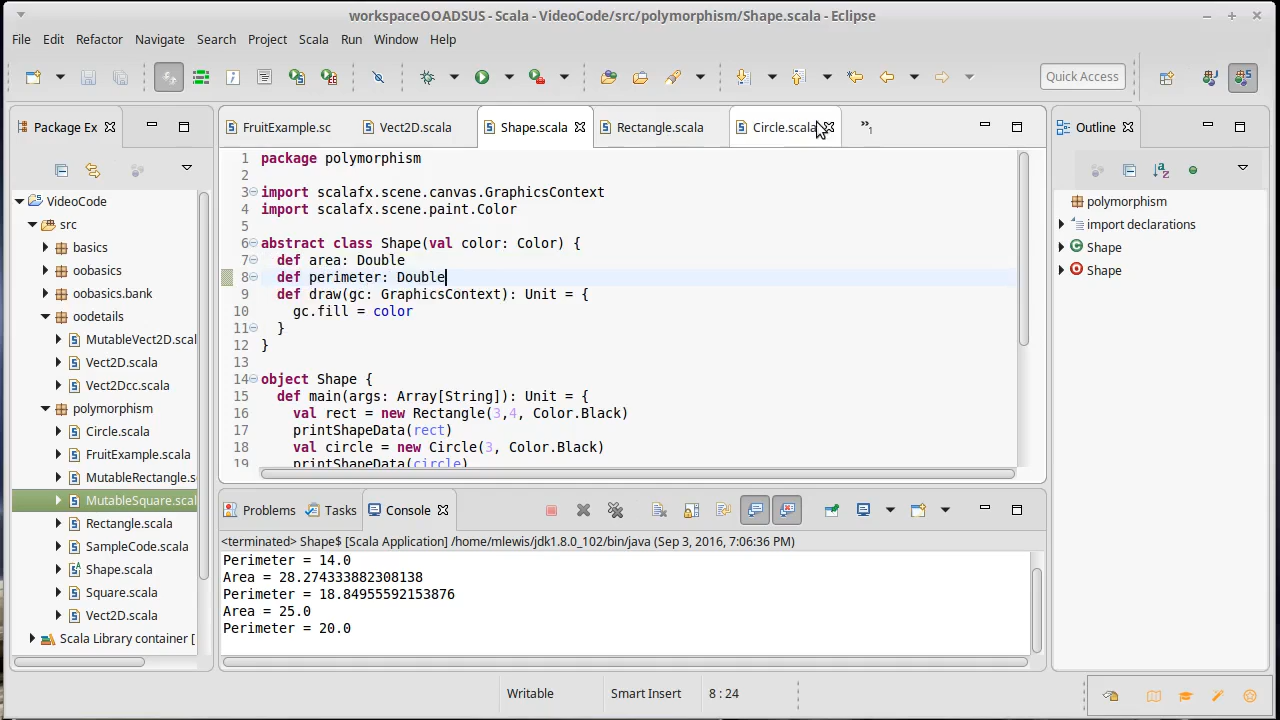 workspaceOOADSUS - Scala - VideoCode/src/polymorphism/Shape.scala - Eclipse
File Edit Refactor Navigate Search Project Scala Run Window Help
Quick Access
Package Ex
FruitExample.sc
Vect2D.scala
Shape.scala
Rectangle.scala
Circle.scala
»1
Outline
VideoCode
src
basics
oobasics
oobasics.bank
oodetails
MutableVect2D.scal
Vect2D.scala
Vect2Dcc.scala
polymorphism
Circle.scala
FruitExample.scala
MutableRectangle.s
MutableSquare.scal
Rectangle.scala
SampleCode.scala
Shape.scala
Square.scala
Vect2D.scala
Scala Library container [
1 package polymorphism
2
3 import scalafx.scene.canvas.GraphicsContext
4 import scalafx.scene.paint.Color
5
6 abstract class Shape(val color: Color) {
7 def area: Double
8 def perimeter: Double
9 def draw(gc: GraphicsContext): Unit = {
10 gc.fill = color
11 }
12 }
13
14 object Shape {
15 def main(args: Array[String]): Unit = {
16 val rect = new Rectangle(3,4, Color.Black)
17 printShapeData(rect)
18 val circle = new Circle(3, Color.Black)
19 printShapeData(circle)
polymorphism
import declarations
Shape
Shape
Problems
Tasks
Console
<terminated> Shape$ [Scala Application] /home/mlewis/jdk1.8.0_102/bin/java (Sep 3, 2016, 7:06:36 PM)
Perimeter = 14.0
Area = 28.274333882308138
Perimeter = 18.84955592153876
Area = 25.0
Perimeter = 20.0
Writable
Smart Insert
8 : 24